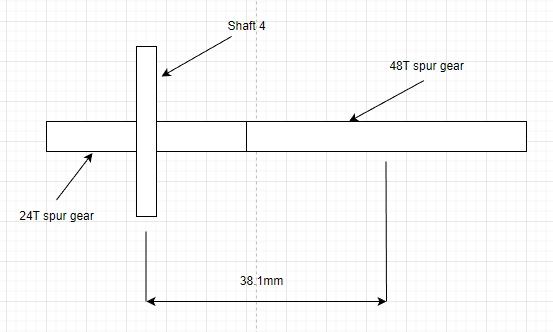 Shaft 4
48T spur gear
24T spur gear
38.1mm